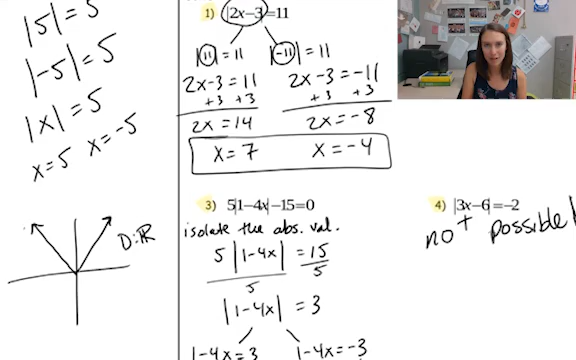 |5| = 5
|-5| = 5
|x| = 5
x = 5 x = -5
D: ℝ
1) |2x-3|=11
|11| = 11 |-11| = 11
2x - 3 = 11 2x - 3 = -11
+3 +3 +3 +3
2x = 14 2x = -8
x = 7 x = -4
3) 5|1-4x|-15=0
isolate the abs. val.
5 |1-4x| = 15
5 5
|1-4x| = 3
1-4x = 3 1-4x = -3
4) |3x-6|=-2
not possible!